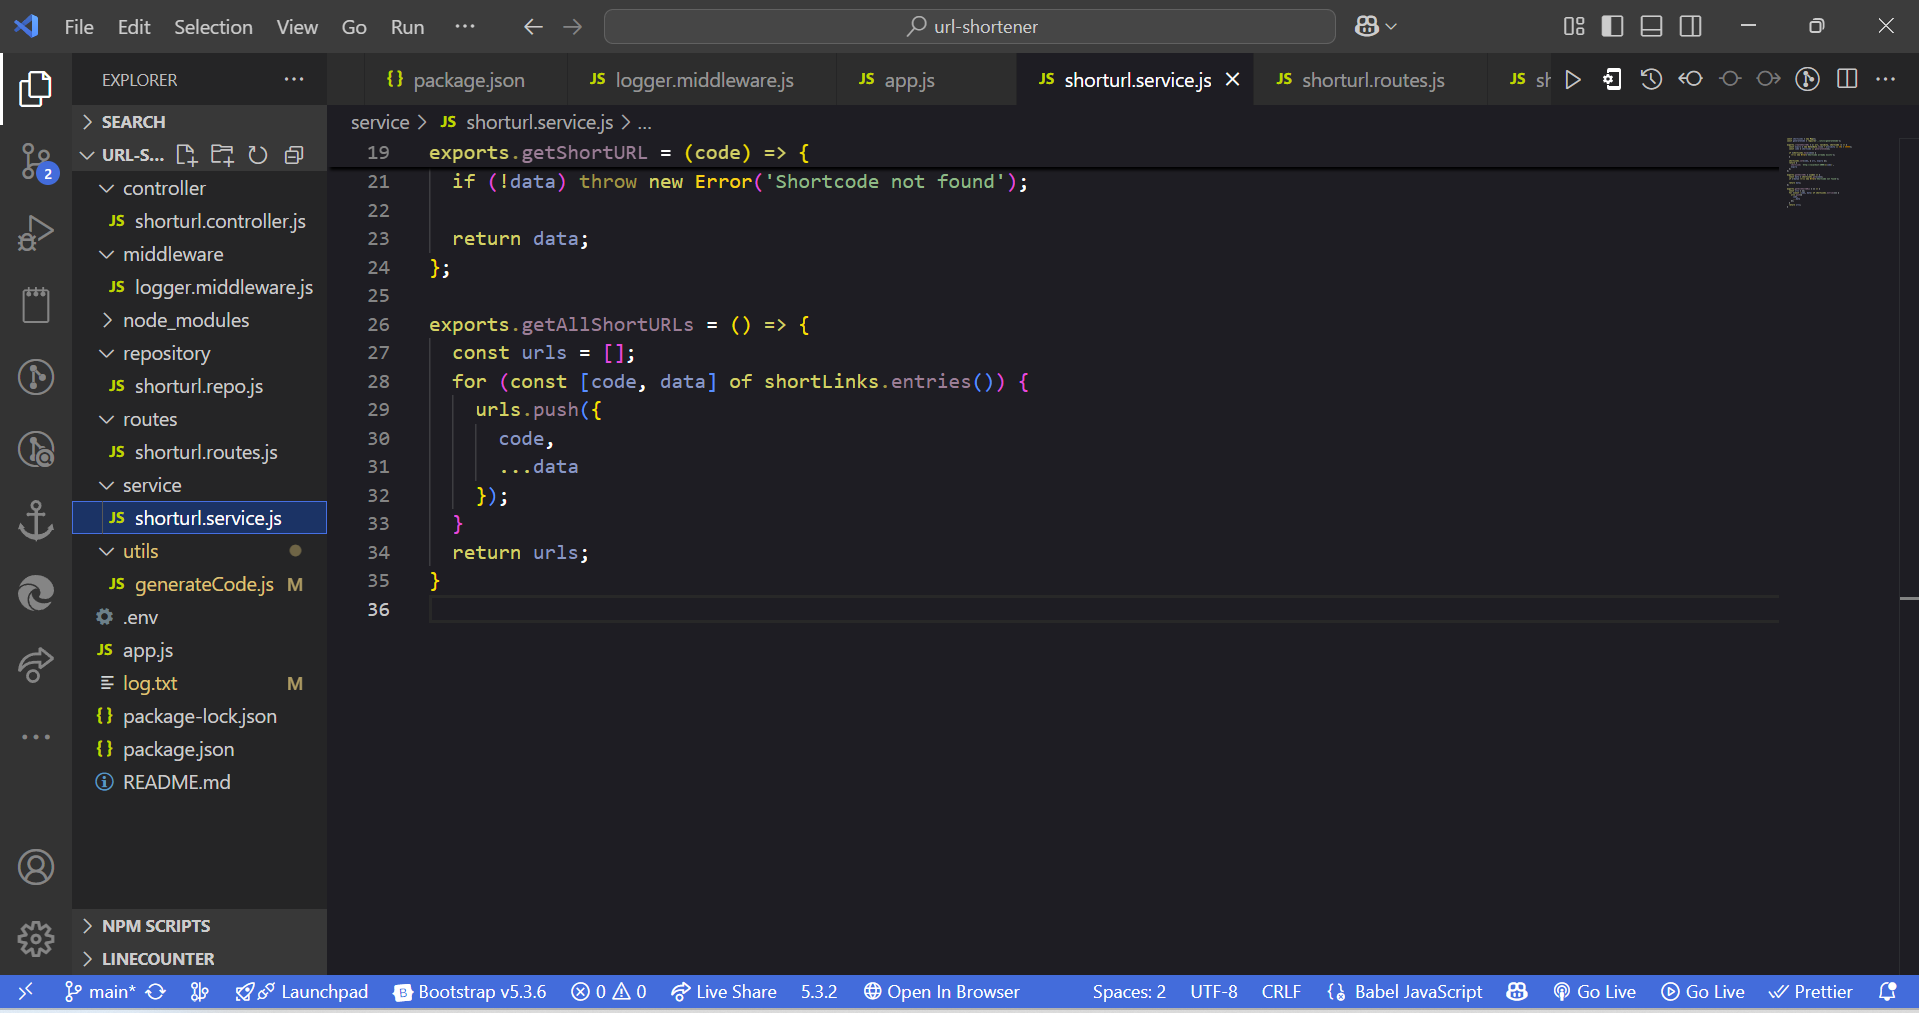 File Edit Selection View Go Run ··· url-shortener
EXPLORER ···
{} package.json
JS logger.middleware.js
JS app.js
JS shorturl.service.js
JS shorturl.routes.js
JS sh
SEARCH
URL-S...
controller
JS shorturl.controller.js
middleware
JS logger.middleware.js
node_modules
repository
JS shorturl.repo.js
routes
JS shorturl.routes.js
service
JS shorturl.service.js
utils
JS generateCode.js M
.env
JS app.js
log.txt M
{} package-lock.json
{} package.json
README.md
NPM SCRIPTS
LINECOUNTER
2
service > JS shorturl.service.js > ...
19 exports.getShortURL = (code) => {
21 if (!data) throw new Error('Shortcode not found');
22
23 return data;
24 };
25
26 exports.getAllShortURLs = () => {
27 const urls = [];
28 for (const [code, data] of shortLinks.entries()) {
29 urls.push({
30 code,
31 ...data
32 });
33 }
34 return urls;
35 }
36
main* Launchpad Bootstrap v5.3.6 0 0 Live Share 5.3.2 Open In Browser Spaces: 2 UTF-8 CRLF Babel JavaScript Go Live Go Live Prettier